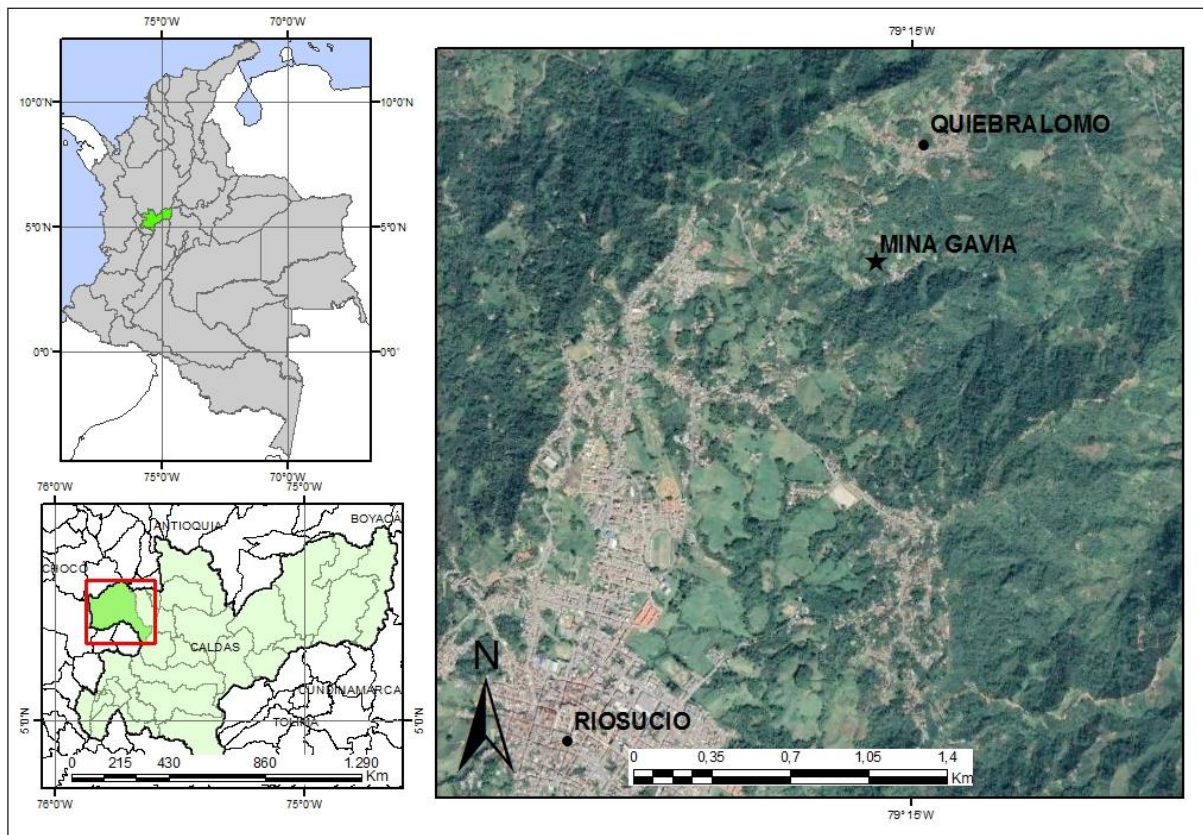 75°0'W 70°0'W
10°0'N 10°0'N
5°0'N 5°0'N
0°0' 0°0'
75°0'W 70°0'W
76°0'W 75°0'W
ANTIOQUIA BOYACÁ
CHOCO
CALDAS
CUNDINAMARCA
TOLIMA
5°0'N 5°0'N
0 215 430 860 1.290
Km
76°0'W 75°0'W
79°15'W
QUIEBRALOMO
MINA GAVIA
N
RIOSUCIO
0 0,35 0,7 1,05 1,4
Km
79°15'W